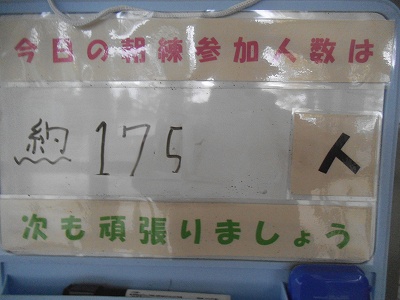 今日の朝練参加人数は
約 175 人
次も頑張りましょう